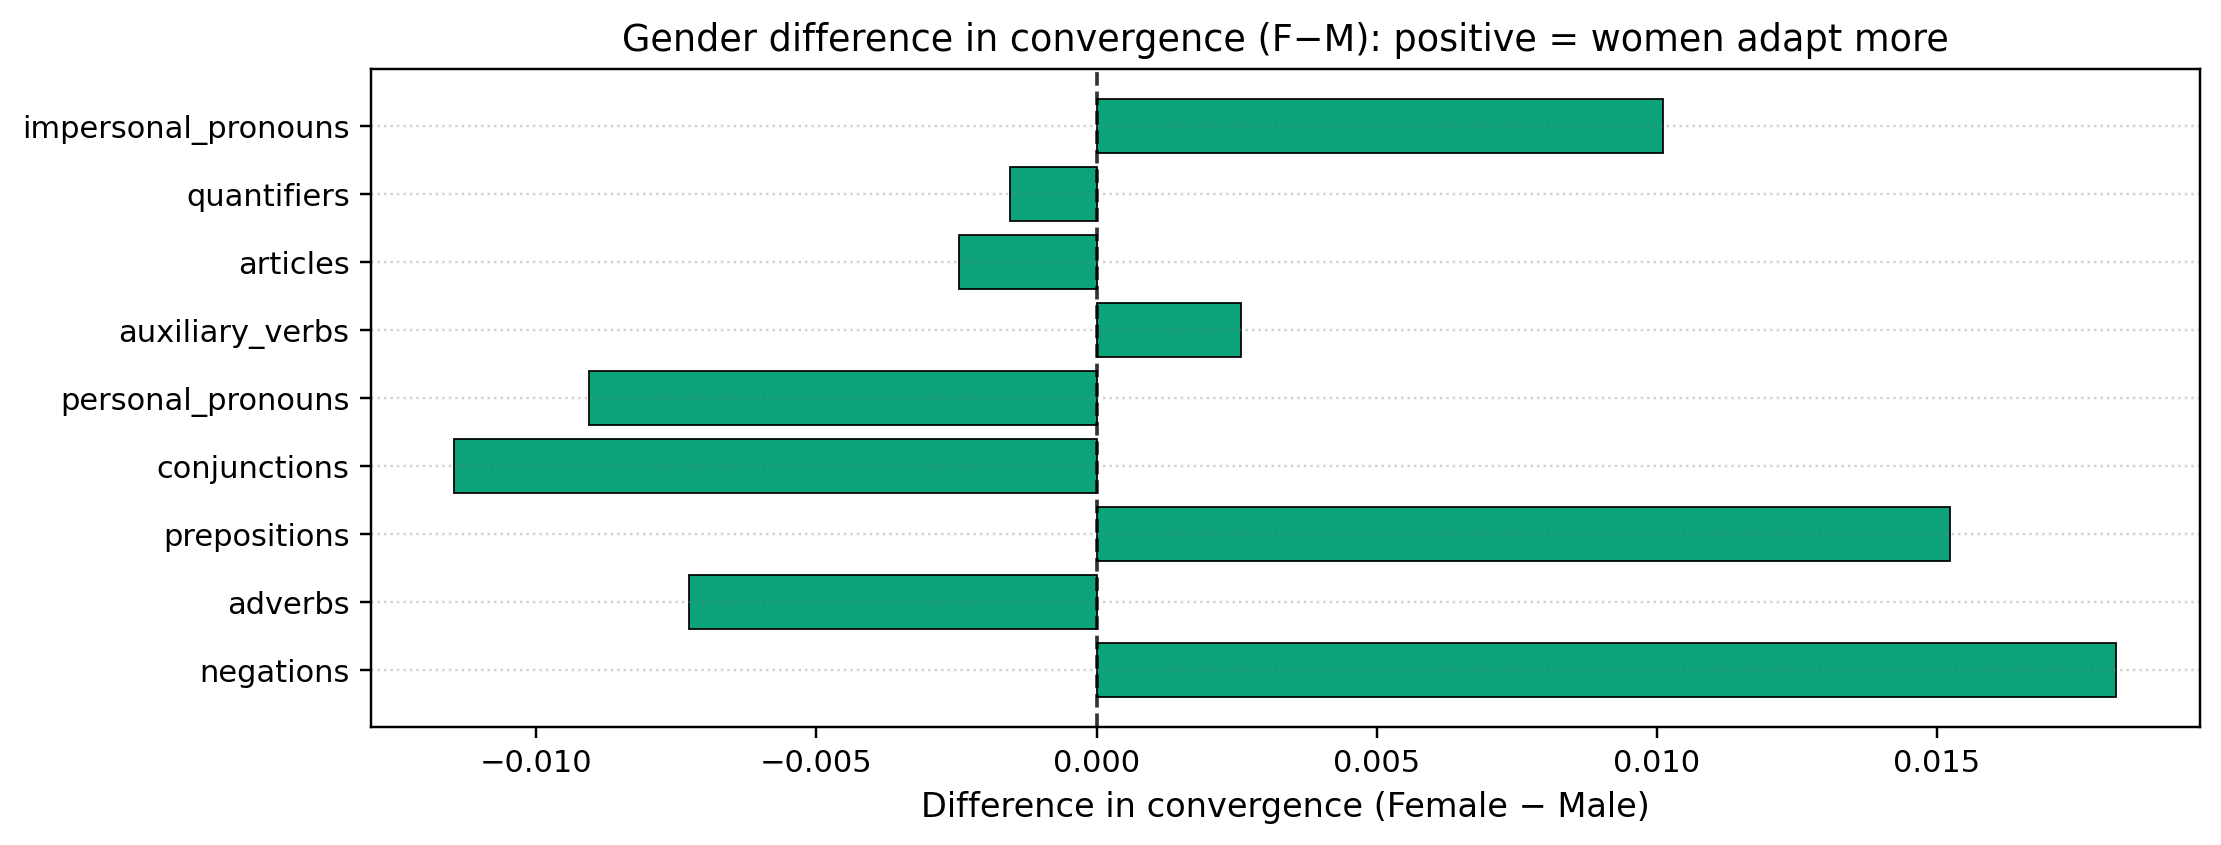 Gender difference in convergence (F−M): positive = women adapt more
impersonal_pronouns
quantifiers
articles
auxiliary_verbs
personal_pronouns
conjunctions
prepositions
adverbs
negations
−0.010 −0.005 0.000 0.005 0.010 0.015
Difference in convergence (Female − Male)